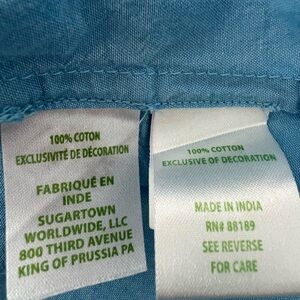 100% COTON
EXCLUSIVITÉ DE DÉCORATION
FABRIQUÉ EN
INDE
SUGARTOWN
WORLDWIDE, LLC
800 THIRD AVENUE
KING OF PRUSSIA PA
100% COTTON
EXCLUSIVE OF DECORATION
MADE IN INDIA
RN# 88189
SEE REVERSE
FOR CARE